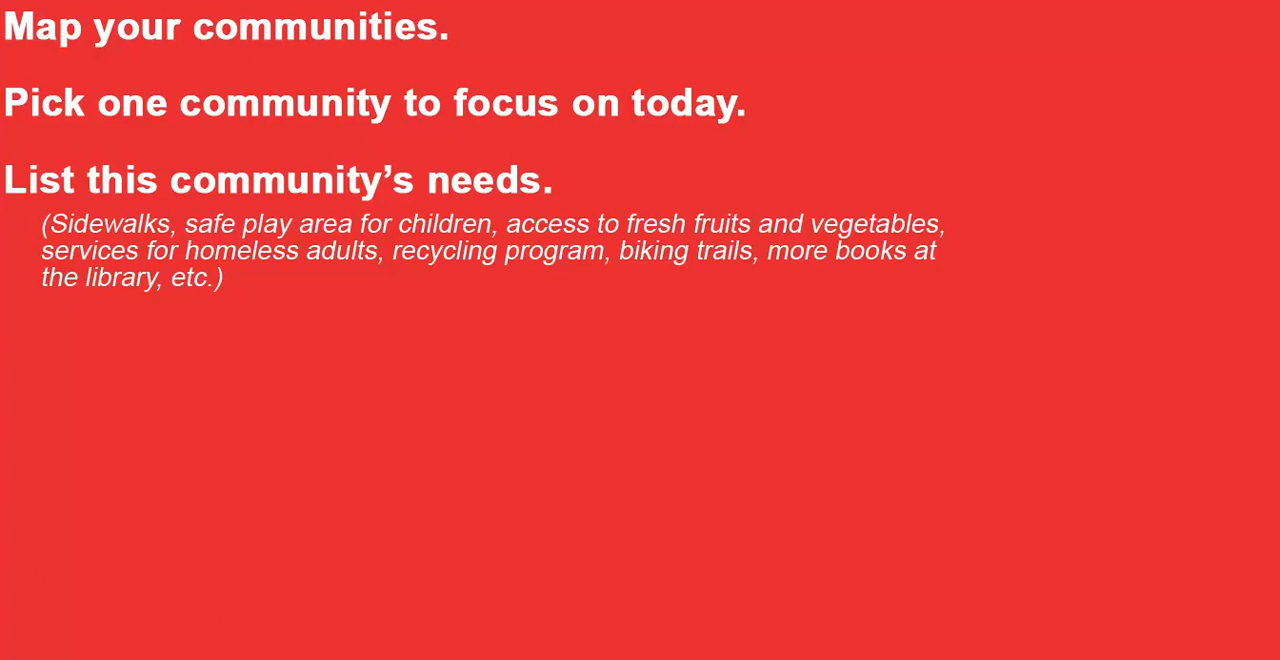 Map your communities.
Pick one community to focus on today.
List this community’s needs.
(Sidewalks, safe play area for children, access to fresh fruits and vegetables,
services for homeless adults, recycling program, biking trails, more books at
the library, etc.)